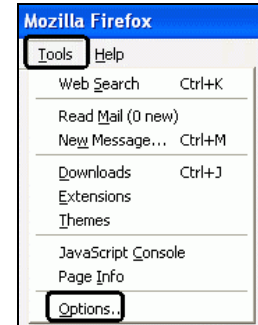 Mozilla Firefox
Tools Help
Web Search Ctrl+K
Read Mail (0 new)
New Message... Ctrl+M
Downloads Ctrl+J
Extensions
Themes
JavaScript Console
Page Info
Options..